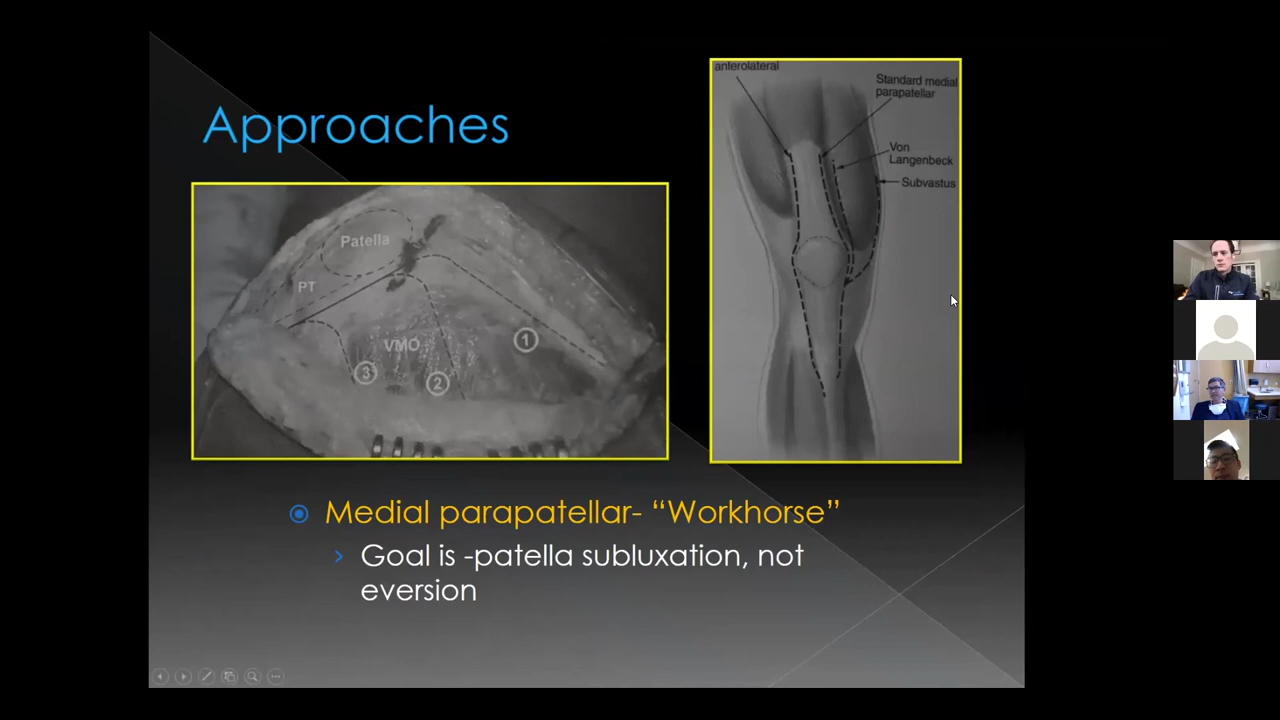 Approaches
Patella
PT
VMO
1
2
3
anterolateral
Standard medial
parapatellar
Von
Langenbeck
Subvastus
Medial parapatellar- “Workhorse”
Goal is -patella subluxation, not
eversion